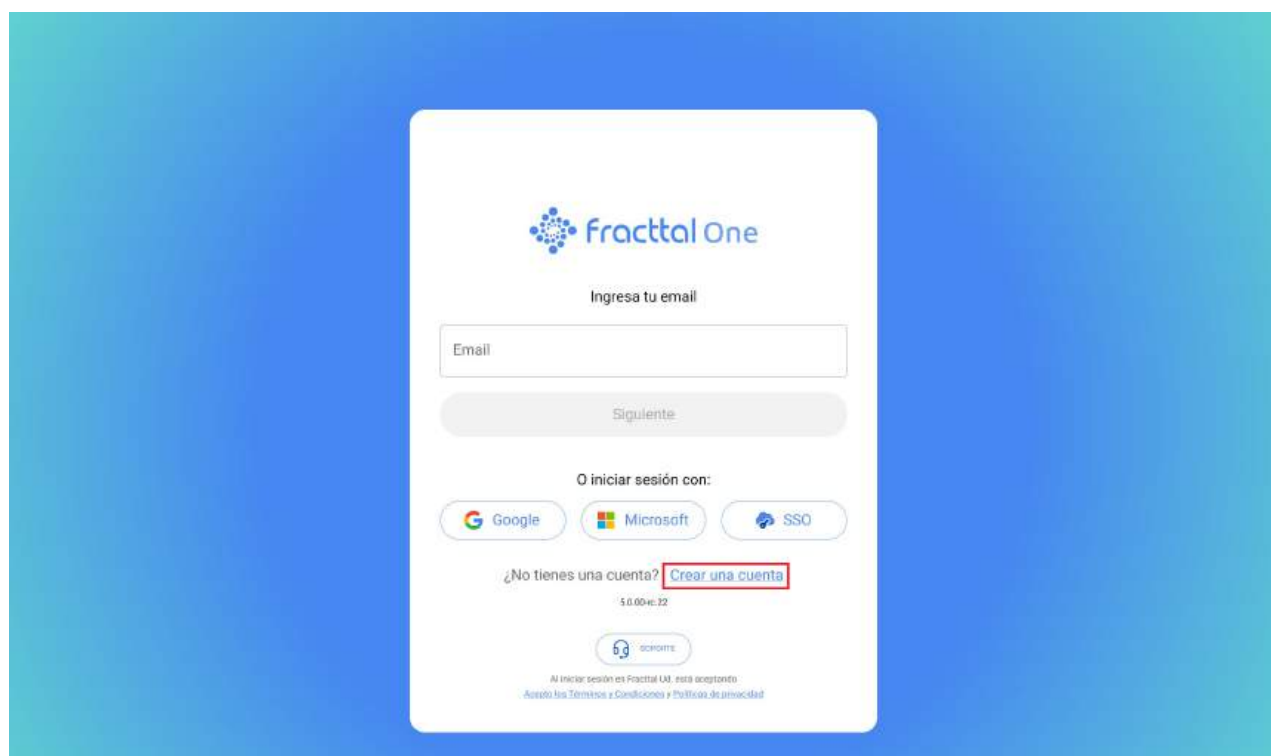 fracttal One
Ingresa tu email
Email
Siguiente
O iniciar sesión con:
Google Microsoft SSO
¿No tienes una cuenta? Crear una cuenta
5.0.00-rc.22
SOPORTE
Al iniciar sesión en Fracttal Ud. está aceptando
Acepto los Términos y Condiciones y Políticas de privacidad